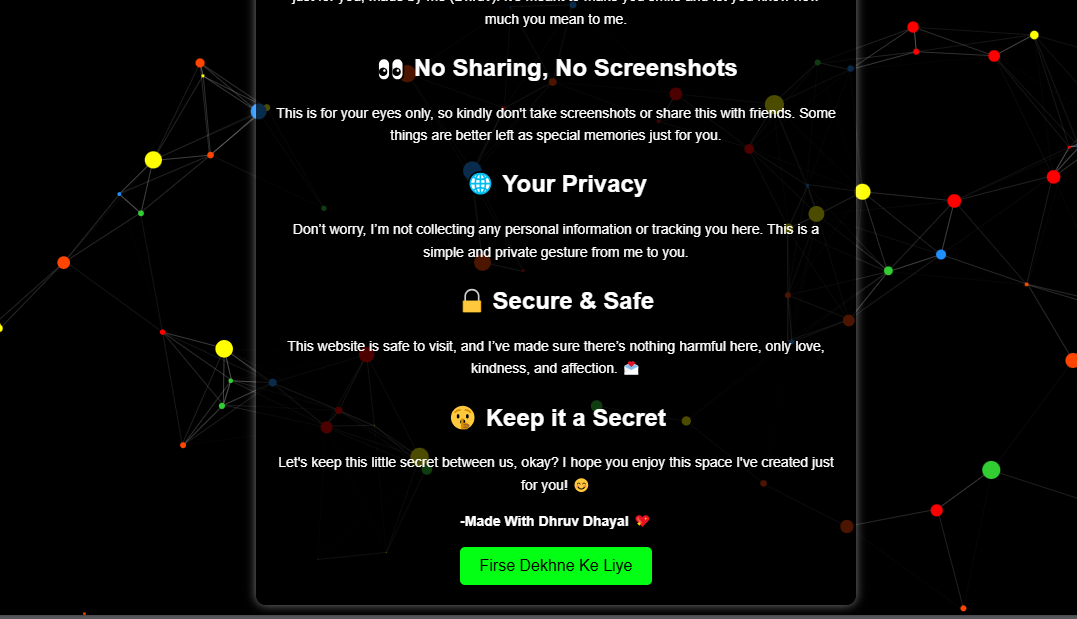 much you mean to me.
👀 No Sharing, No Screenshots
This is for your eyes only, so kindly don't take screenshots or share this with friends. Some
things are better left as special memories just for you.
🌐 Your Privacy
Don’t worry, I’m not collecting any personal information or tracking you here. This is a
simple and private gesture from me to you.
🔒 Secure & Safe
This website is safe to visit, and I’ve made sure there’s nothing harmful here, only love,
kindness, and affection. 💌
🤫 Keep it a Secret
Let's keep this little secret between us, okay? I hope you enjoy this space I've created just
for you! 😊
-Made With Dhruv Dhayal 💖
Firse Dekhne Ke Liye